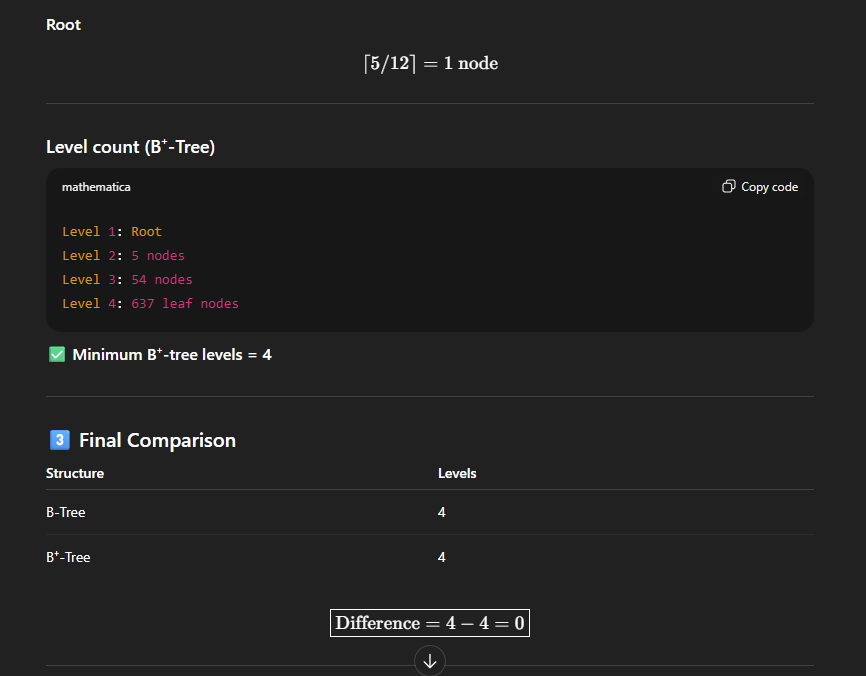 Root
⌈5/12⌉ = 1 node
Level count (B⁺-Tree)
mathematica
Copy code
Level 1: Root
Level 2: 5 nodes
Level 3: 54 nodes
Level 4: 637 leaf nodes
✅ Minimum B⁺-tree levels = 4
3️⃣ Final Comparison
Structure Levels
B-Tree 4
B⁺-Tree 4
Difference = 4 − 4 = 0